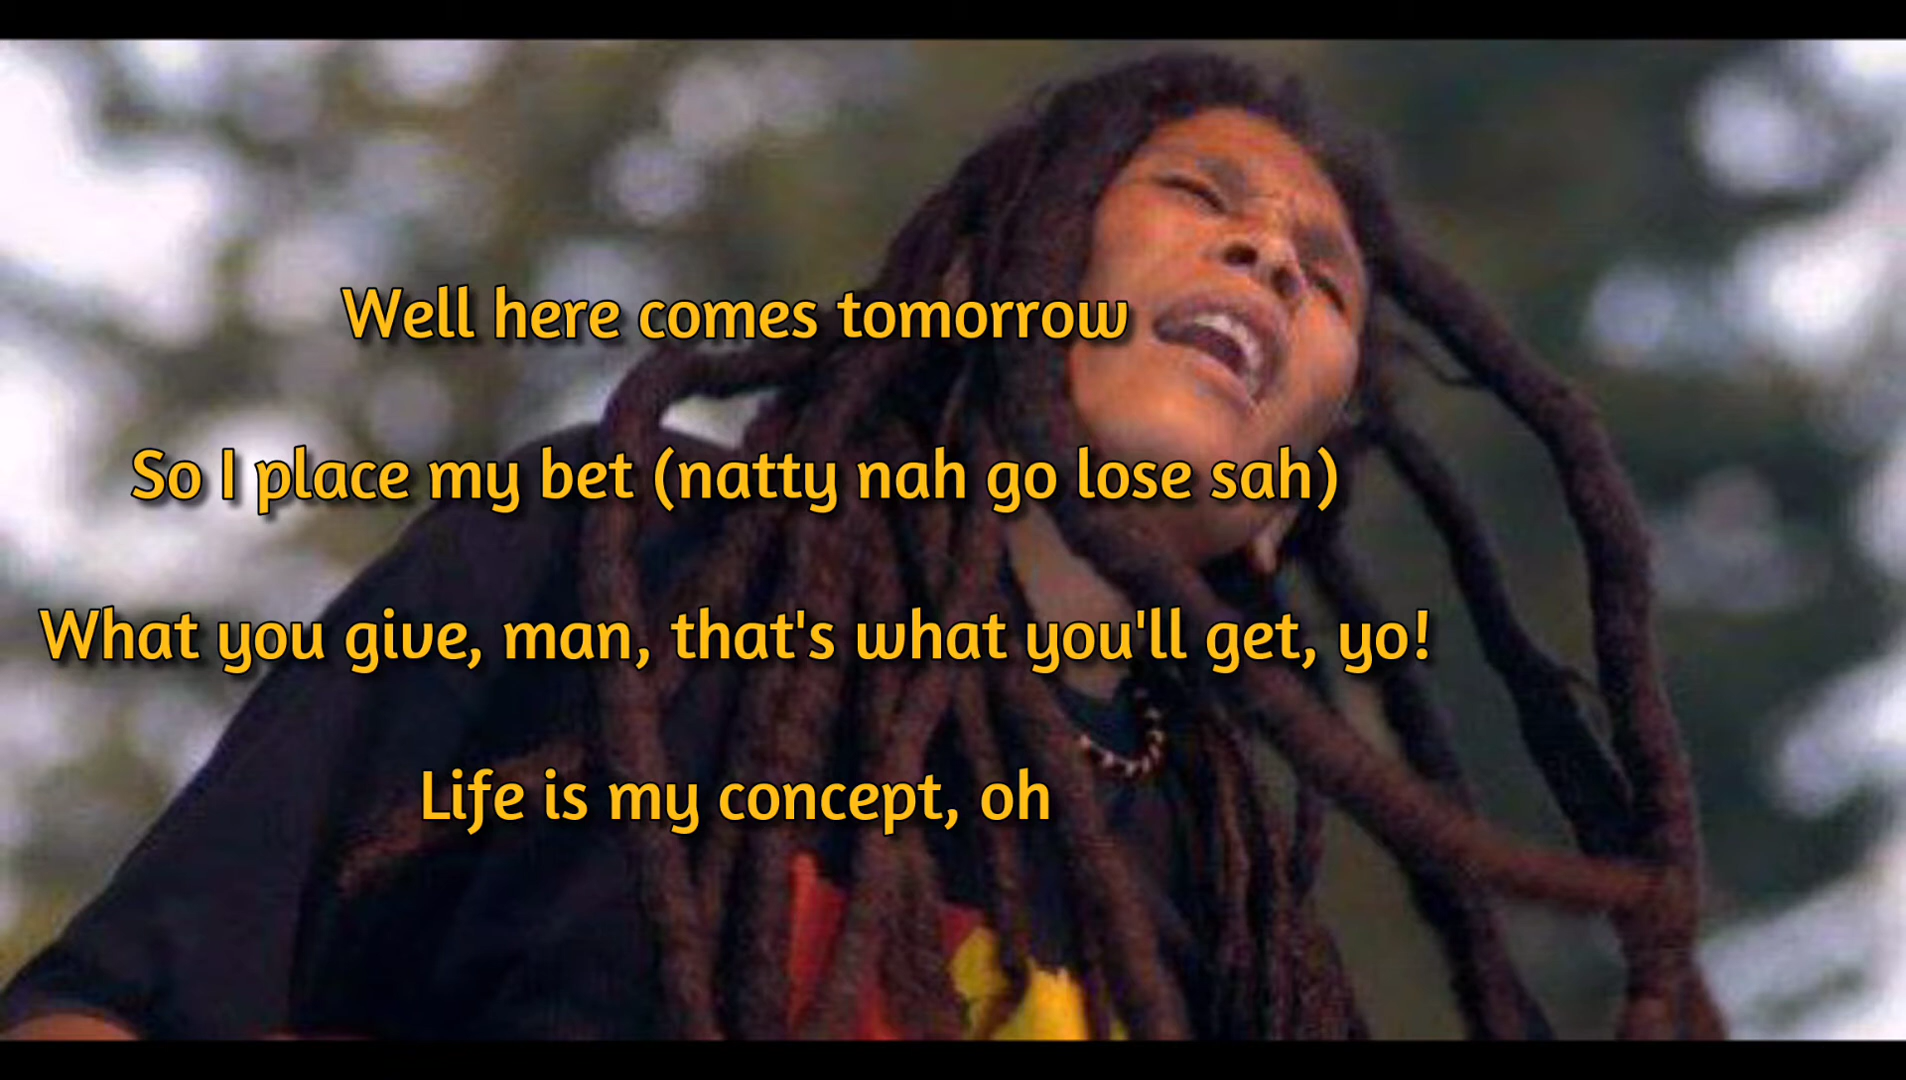 Well here comes tomorrow
So I place my bet (natty nah go lose sah)
What you give, man, that's what you'll get, yo!
Life is my concept, oh